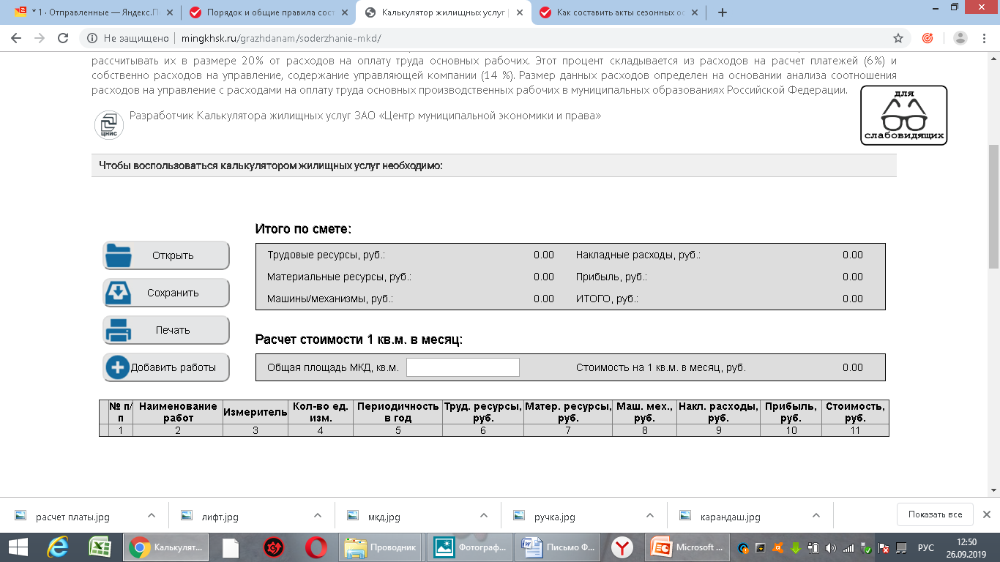 * 1 · Отправленные — Яндекс.П
Порядок и общие правила сост
Калькулятор жилищных услуг |
Как составить акты сезонных ос
Не защищено | mingkhsk.ru/grazhdanam/soderzhanie-mkd/
рассчитывать их в размере 20% от расходов на оплату труда основных рабочих. Этот процент складывается из расходов на расчет платежей (6%) и
собственно расходов на управление, содержание управляющей компании (14 %). Размер данных расходов определен на основании анализа соотношения
расходов на управление с расходами на оплату труда основных производственных рабочих в муниципальных образованиях Российской Федерации.
для
слабовидящих
ЦНИС
Разработчик Калькулятора жилищных услуг ЗАО «Центр муниципальной экономики и права»
Чтобы воспользоваться калькулятором жилищных услуг необходимо:
Итого по смете:
Открыть
Сохранить
Печать
Добавить работы
Трудовые ресурсы, руб.: 0.00 Накладные расходы, руб.: 0.00
Материальные ресурсы, руб.: 0.00 Прибыль, руб.: 0.00
Машины/механизмы, руб.: 0.00 ИТОГО, руб.: 0.00
Расчет стоимости 1 кв.м. в месяц:
Общая площадь МКД, кв.м. Стоимость на 1 кв.м. в месяц, руб. 0.00
№ п/п Наименование работ Измеритель Кол-во ед. изм. Периодичность в год Труд. ресурсы, руб. Матер. ресурсы, руб. Маш. мех., руб. Накл. расходы, руб. Прибыль, руб. Стоимость, руб.
1 2 3 4 5 6 7 8 9 10 11
расчет платы.jpg
лифт.jpg
мкд.jpg
ручка.jpg
карандаш.jpg
Показать все
Калькулят...
Проводник
Фотограф...
Письмо Ф...
Microsoft ...
РУС
12:50
26.09.2019